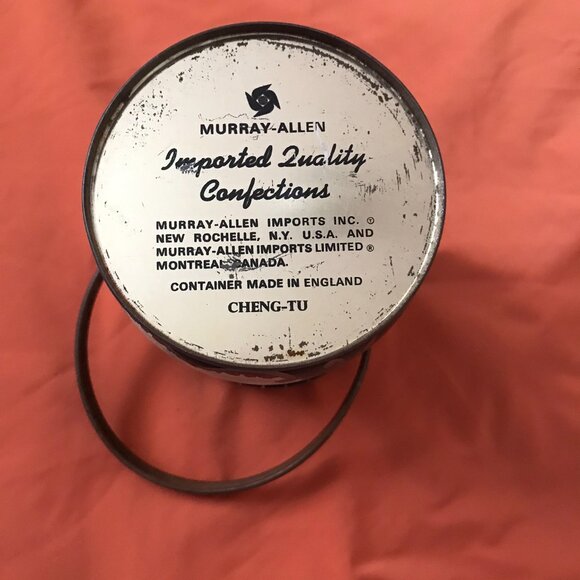 MURRAY-ALLEN
Imported Quality
Confections
MURRAY-ALLEN IMPORTS INC. Ⓣ
NEW ROCHELLE, N.Y. U.S.A. AND
MURRAY-ALLEN IMPORTS LIMITED ®
MONTREAL CANADA.
CONTAINER MADE IN ENGLAND
CHENG-TU